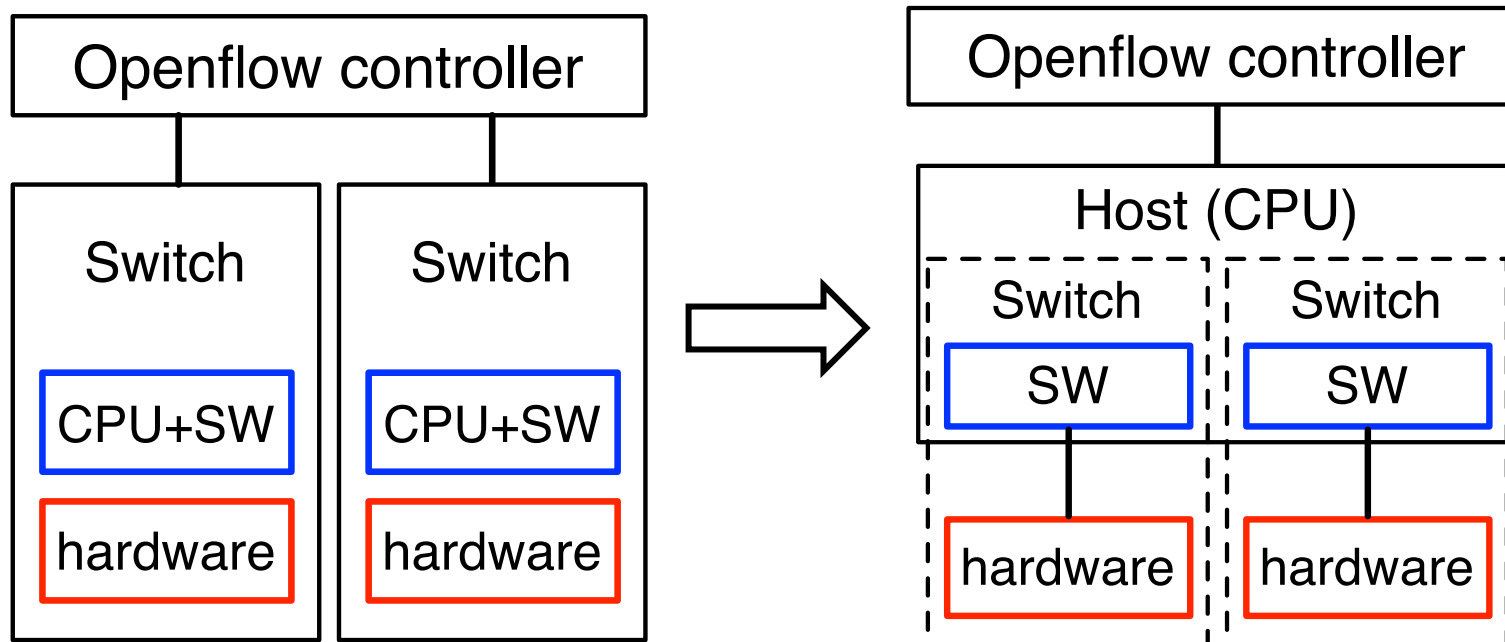 Openflow controller
Switch
Switch
CPU+SW
CPU+SW
hardware
hardware
Openflow controller
Host (CPU)
Switch
Switch
SW
SW
hardware
hardware